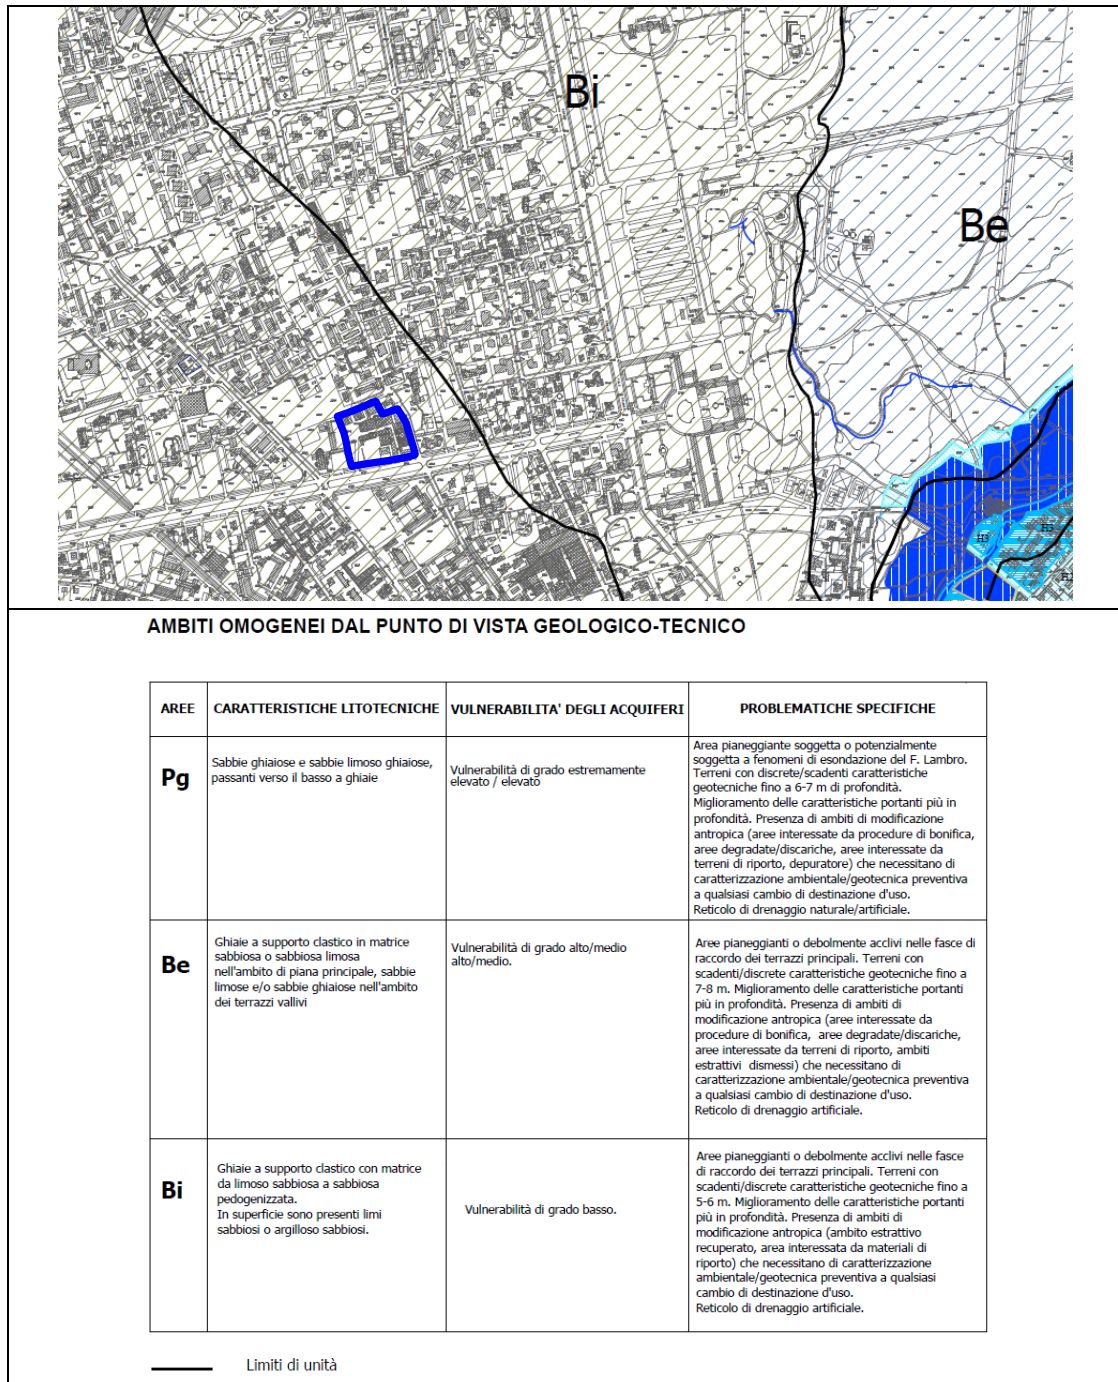 Bi
Be
H3
H3
AMBITI OMOGENEI DAL PUNTO DI VISTA GEOLOGICO-TECNICO
AREE
CARATTERISTICHE LITOTECNICHE
VULNERABILITA' DEGLI ACQUIFERI
PROBLEMATICHE SPECIFICHE
Pg
Sabbie ghiaiose e sabbie limoso ghiaiose,
passanti verso il basso a ghiaie
Vulnerabilità di grado estremamente
elevato / elevato
Area pianeggiante soggetta o potenzialmente
soggetta a fenomeni di esondazione del F. Lambro.
Terreni con discrete/scadenti caratteristiche
geotecniche fino a 6-7 m di profondità.
Miglioramento delle caratteristiche portanti più in
profondità. Presenza di ambiti di modificazione
antropica (aree interessate da procedure di bonifica,
aree degradate/discariche, aree interessate da
terreni di riporto, depuratore) che necessitano di
caratterizzazione ambientale/geotecnica preventiva
a qualsiasi cambio di destinazione d'uso.
Reticolo di drenaggio naturale/artificiale.
Be
Ghiaie a supporto clastico in matrice
sabbiosa o sabbiosa limosa
nell'ambito di piana principale, sabbie
limose e/o sabbie ghiaiose nell'ambito
dei terrazzi vallivi
Vulnerabilità di grado alto/medio
alto/medio.
Aree pianeggianti o debolmente acclivi nelle fasce di
raccordo dei terrazzi principali. Terreni con
scadenti/discrete caratteristiche geotecniche fino a
7-8 m. Miglioramento delle caratteristiche portanti
più in profondità. Presenza di ambiti di
modificazione antropica (aree interessate da
procedure di bonifica, aree degradate/discariche,
aree interessate da terreni di riporto, ambiti
estrattivi dismessi) che necessitano di
caratterizzazione ambientale/geotecnica preventiva
a qualsiasi cambio di destinazione d'uso.
Reticolo di drenaggio artificiale.
Bi
Ghiaie a supporto clastico con matrice
da limoso sabbiosa a sabbiosa
pedogenizzata.
In superficie sono presenti limi
sabbiosi o argilloso sabbiosi.
Vulnerabilità di grado basso.
Aree pianeggianti o debolmente acclivi nelle fasce
di raccordo dei terrazzi principali. Terreni con
scadenti/discrete caratteristiche geotecniche fino a
5-6 m. Miglioramento delle caratteristiche portanti
più in profondità. Presenza di ambiti di
modificazione antropica (ambito estrattivo
recuperato, area interessata da materiali di
riporto) che necessitano di caratterizzazione
ambientale/geotecnica preventiva a qualsiasi
cambio di destinazione d'uso.
Reticolo di drenaggio artificiale.
Limiti di unità